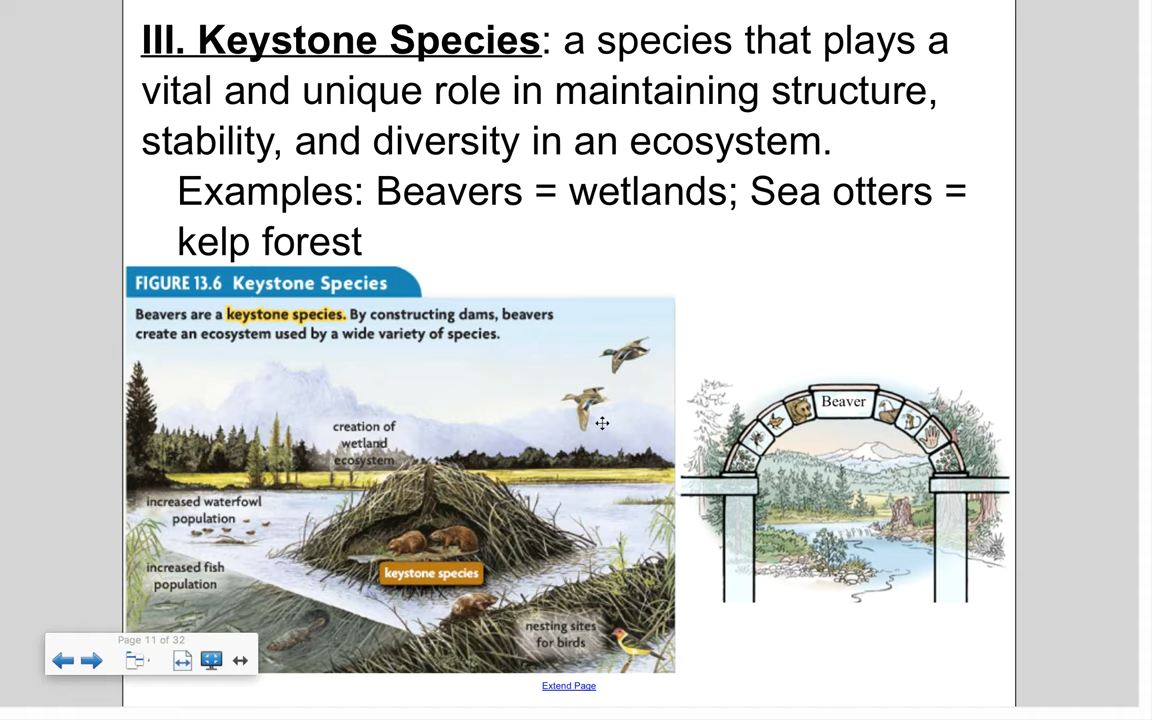 III. Keystone Species: a species that plays a
vital and unique role in maintaining structure,
stability, and diversity in an ecosystem.
Examples: Beavers = wetlands; Sea otters =
kelp forest
FIGURE 13.6 Keystone Species
Beavers are a keystone species. By constructing dams, beavers
create an ecosystem used by a wide variety of species.
creation of
wetland
ecosystem
increased waterfowl
population
increased fish
population
keystone species
nesting sites
for birds
Beaver
Page 11 of 32
Extend Page